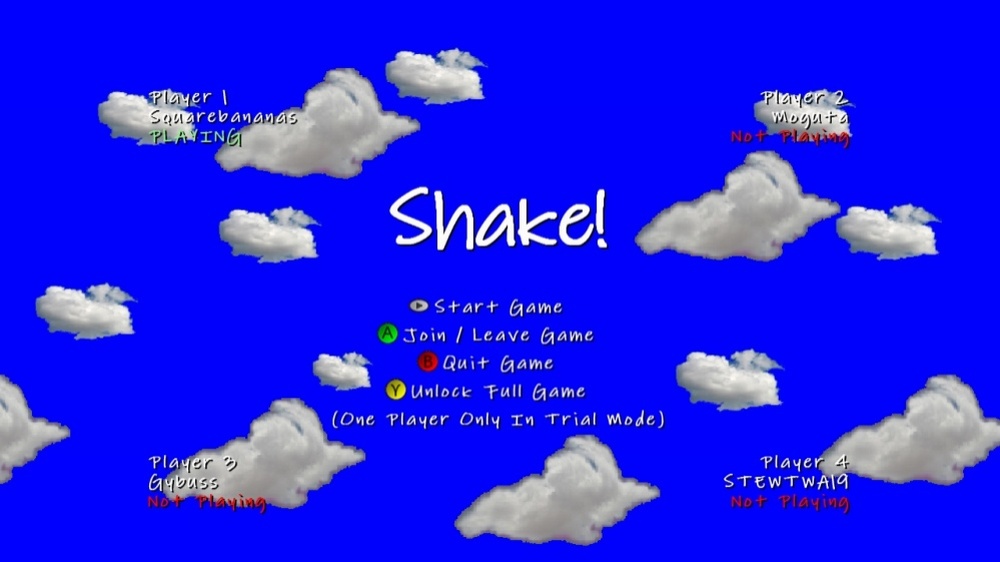 Player 1
Squarebananas
PLAYING
Player 2
Moguta
Not Playing
Shake!
Start Game
A Join / Leave Game
B Quit Game
Y Unlock Full Game
(One Player Only In Trial Mode)
Player 3
Gybuss
Not Playing
Player 4
STEWTWA19
Not Playing